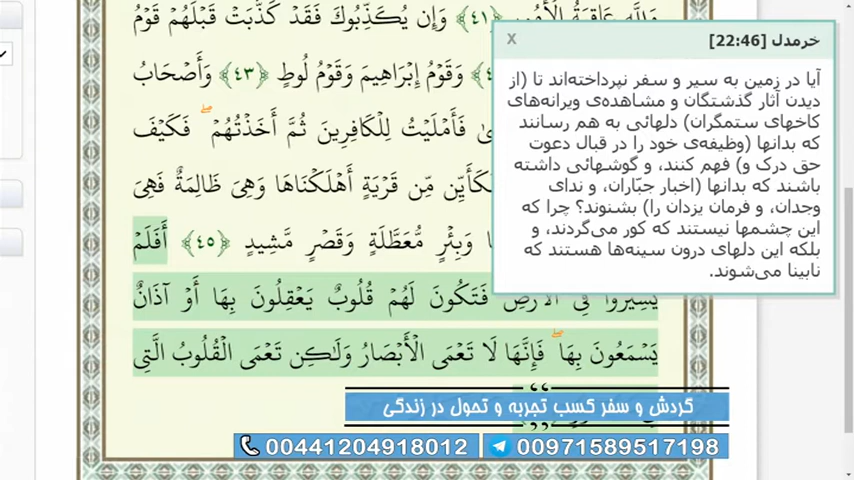 وَلِلَّهِ عَاقِبَةُ الْأُمُورِ ﴿٤١﴾ وَإِن يُكَذِّبُوكَ فَقَدْ كَذَّبَتْ قَبْلَهُمْ قَوْمُ
وَقَوْمُ إِبْرَاهِيمَ وَقَوْمُ لُوطٍ ﴿٤٣﴾ وَأَصْحَابُ
فَأَمْلَيْتُ لِلْكَافِرِينَ ثُمَّ أَخَذْتُهُمْ ۖ فَكَيْفَ
فَكَأَيِّن مِّن قَرْيَةٍ أَهْلَكْنَاهَا وَهِيَ ظَالِمَةٌ فَهِيَ
وَبِئْرٍ مُّعَطَّلَةٍ وَقَصْرٍ مَّشِيدٍ ﴿٤٥﴾ أَفَلَمْ
يَسِيرُوا فِي الْأَرْضِ فَتَكُونَ لَهُمْ قُلُوبٌ يَعْقِلُونَ بِهَا أَوْ آذَانٌ
يَسْمَعُونَ بِهَا ۖ فَإِنَّهَا لَا تَعْمَى الْأَبْصَارُ وَلَٰكِن تَعْمَى الْقُلُوبُ الَّتِي
خرمدل [22:46] X
آیا در زمین به سیر و سفر نپرداخته‌اند تا (از
دیدن آثار گذشتگان و مشاهده‌ی ویرانه‌های
کاخهای ستمگران) دلهائی به هم رسانند
که بدانها (وظیفه‌ی خود را در قبال دعوت
حق درک و) فهم کنند، و گوشهائی داشته
باشند که بدانها (اخبار جبّاران، و ندای
وجدان، و فرمان یزدان را) بشنوند؟ چرا که
این چشمها نیستند که کور می‌گردند، و
بلکه این دلهای درون سینه‌ها هستند که
نابینا می‌شوند.
گردش و سفر کسب تجربه و تحول در زندگی
00441204918012 00971589517198